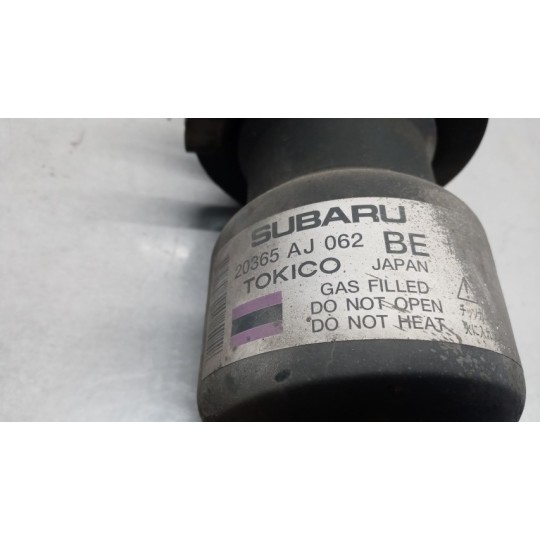 SUBARU
20365 AJ 062 BE
TOKICO JAPAN
GAS FILLED
DO NOT OPEN
DO NOT HEAT